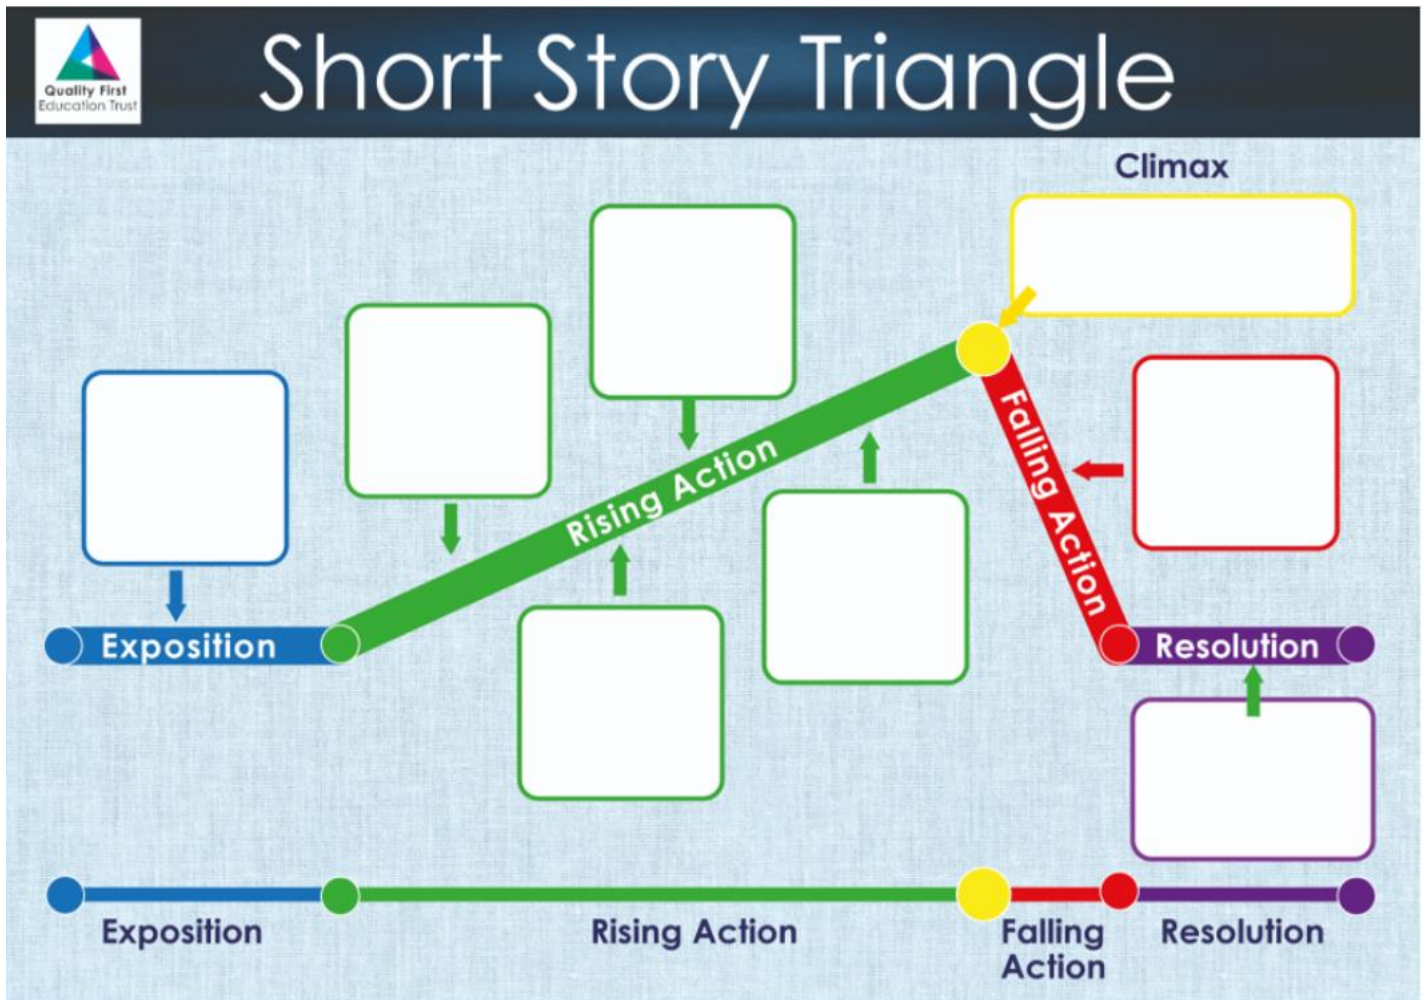 Quality First
Education Trust
Short Story Triangle
Climax
Rising Action
Falling Action
Exposition
Resolution
Exposition
Rising Action
Falling
Action
Resolution